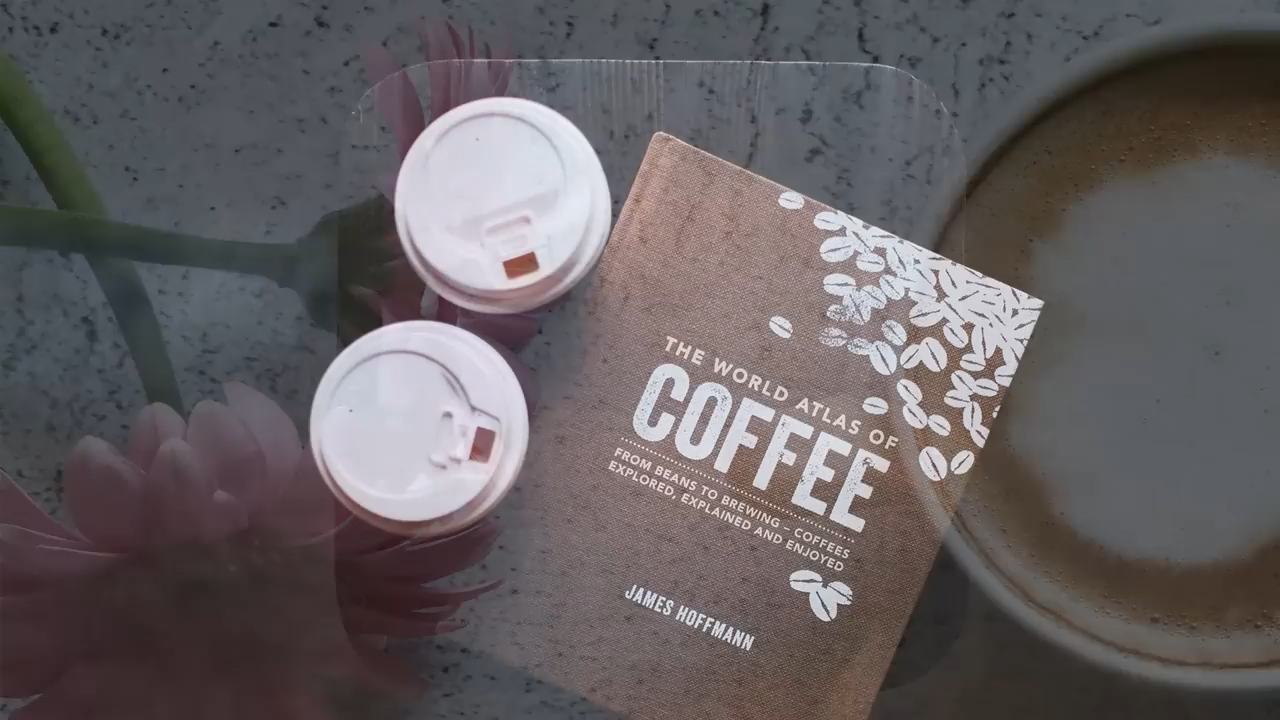 THE WORLD ATLAS OF
COFFEE
FROM BEANS TO BREWING – COFFEES
EXPLORED, EXPLAINED AND ENJOYED
JAMES HOFFMANN